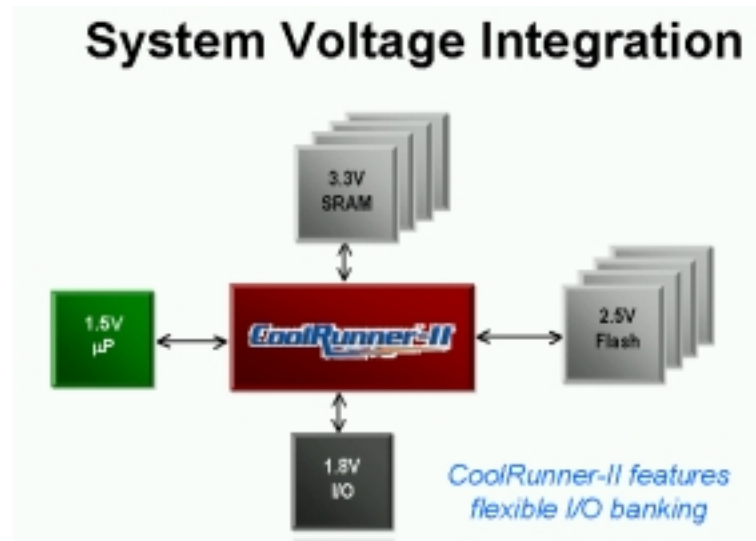 System Voltage Integration
3.3V
SRAM
1.5V
µP
CoolRunner-II
2.5V
Flash
1.8V
I/O
CoolRunner-II features
flexible I/O banking